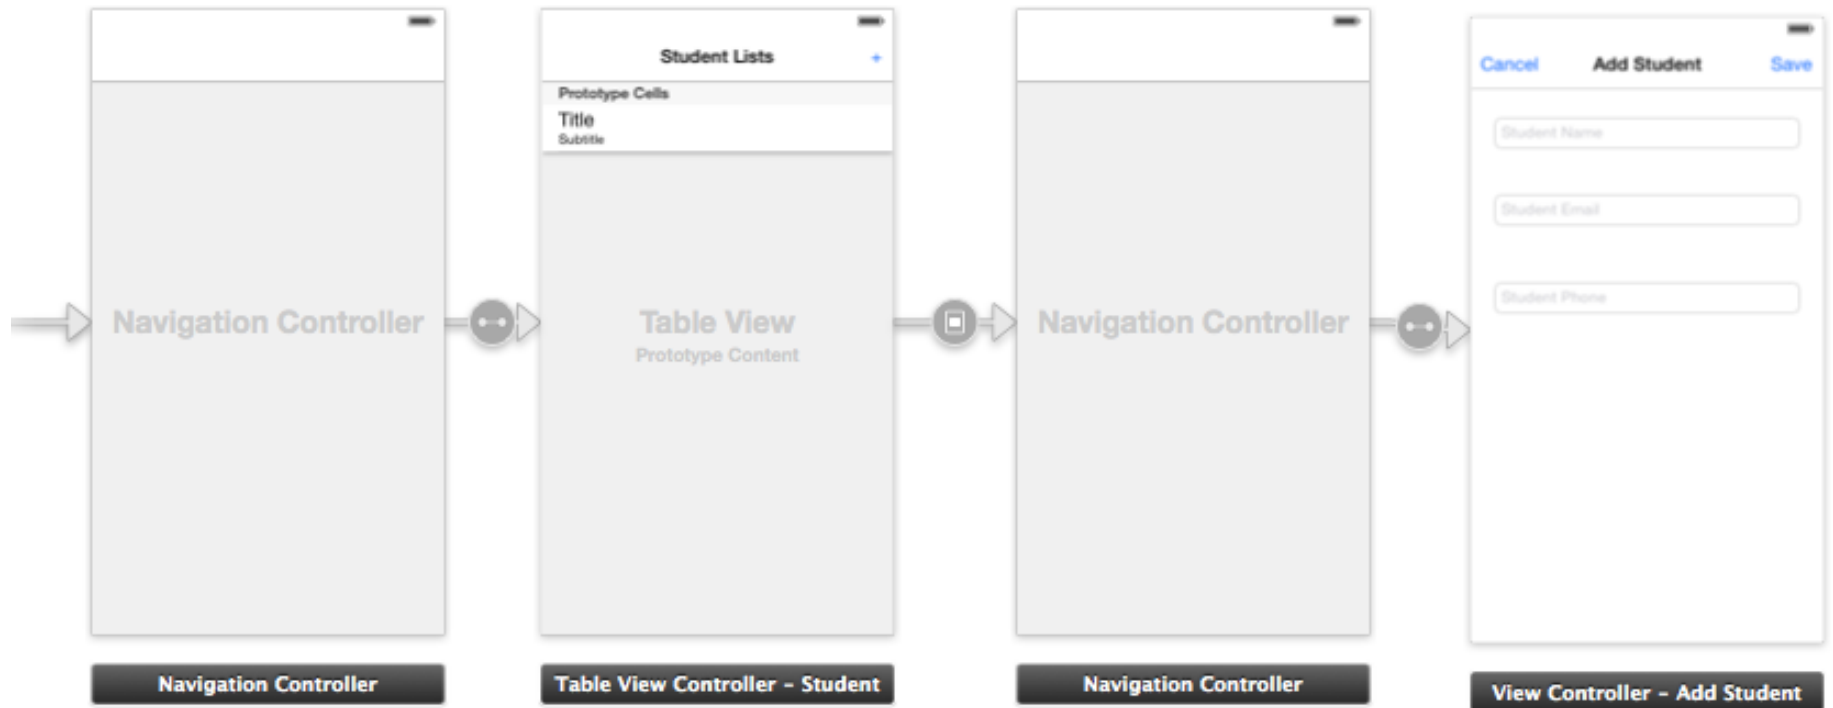 Navigation Controller
Navigation Controller
Student Lists +
Prototype Cells
Title
Subtitle
Table View
Prototype Content
Table View Controller – Student
Navigation Controller
Navigation Controller
Cancel Add Student Save
Student Name
Student Email
Student Phone
View Controller – Add Student